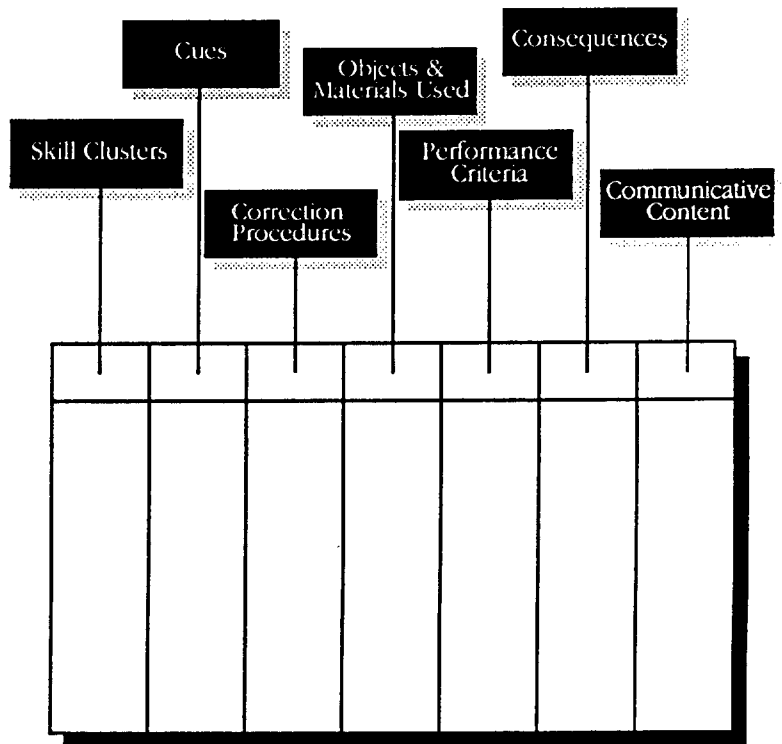 Skill Clusters
Cues
Correction
Procedures
Objects &
Materials Used
Performance
Criteria
Consequences
Communicative
Content